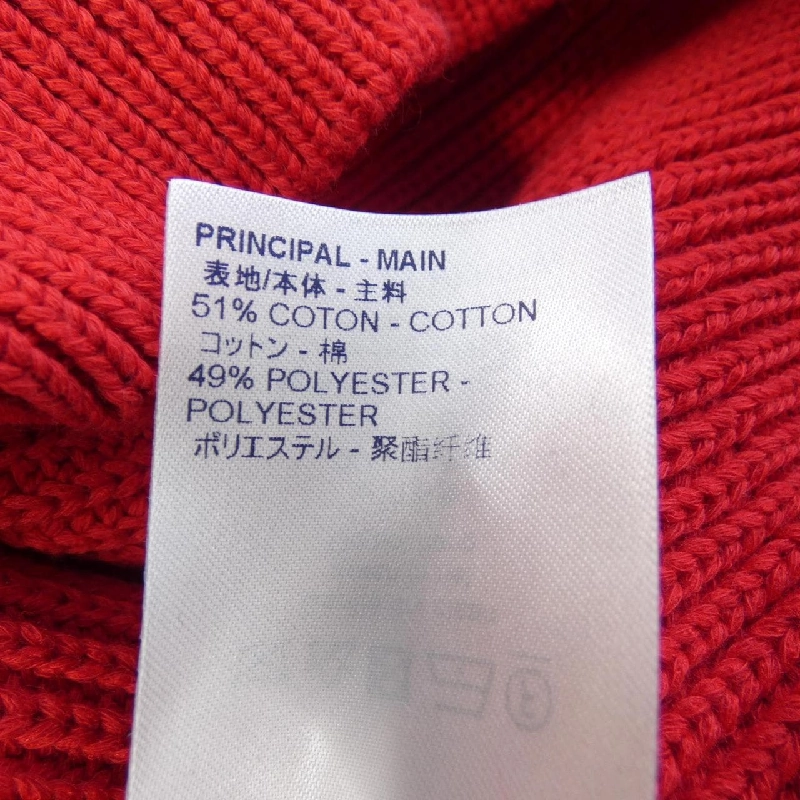 PRINCIPAL - MAIN
表地/本体 - 主料
51% COTON - COTTON
コットン - 棉
49% POLYESTER -
POLYESTER
ポリエステル - 聚酯纤维